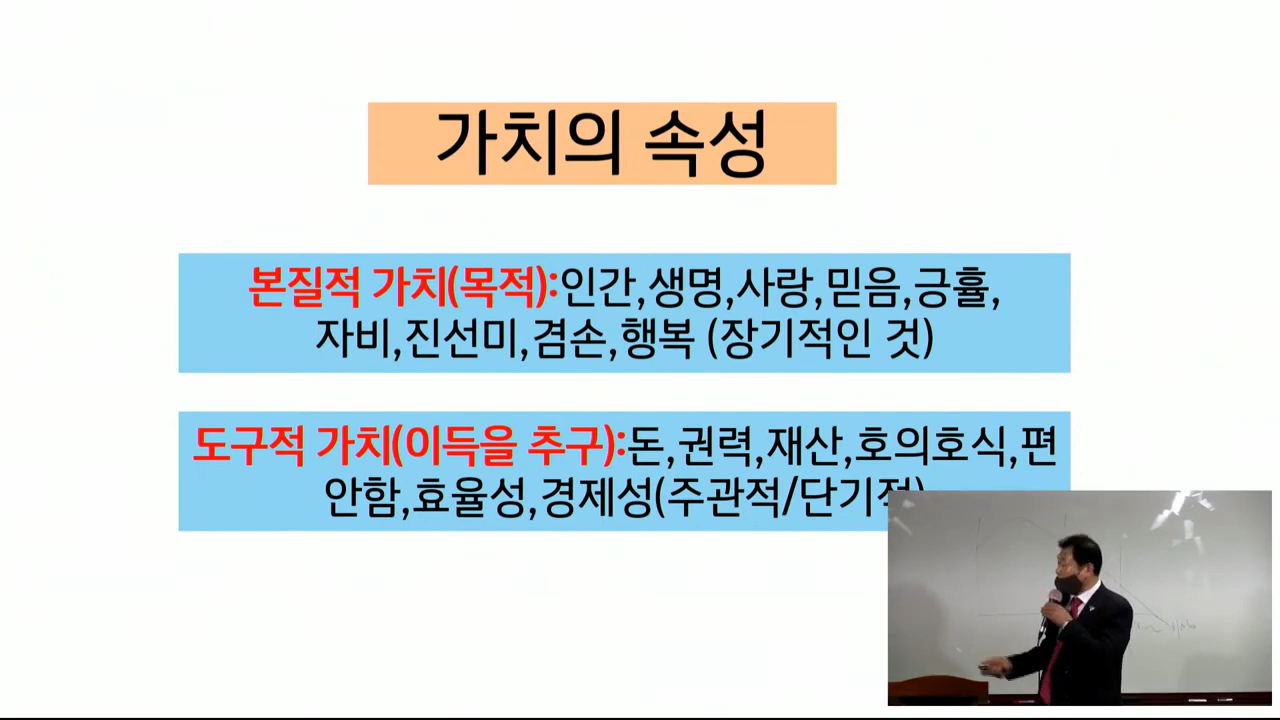 가치의 속성
본질적 가치(목적):인간,생명,사랑,믿음,긍휼,
자비,진선미,겸손,행복 (장기적인 것)
도구적 가치(이득을 추구):돈,권력,재산,호의호식,편
안함,효율성,경제성(주관적/단기적)